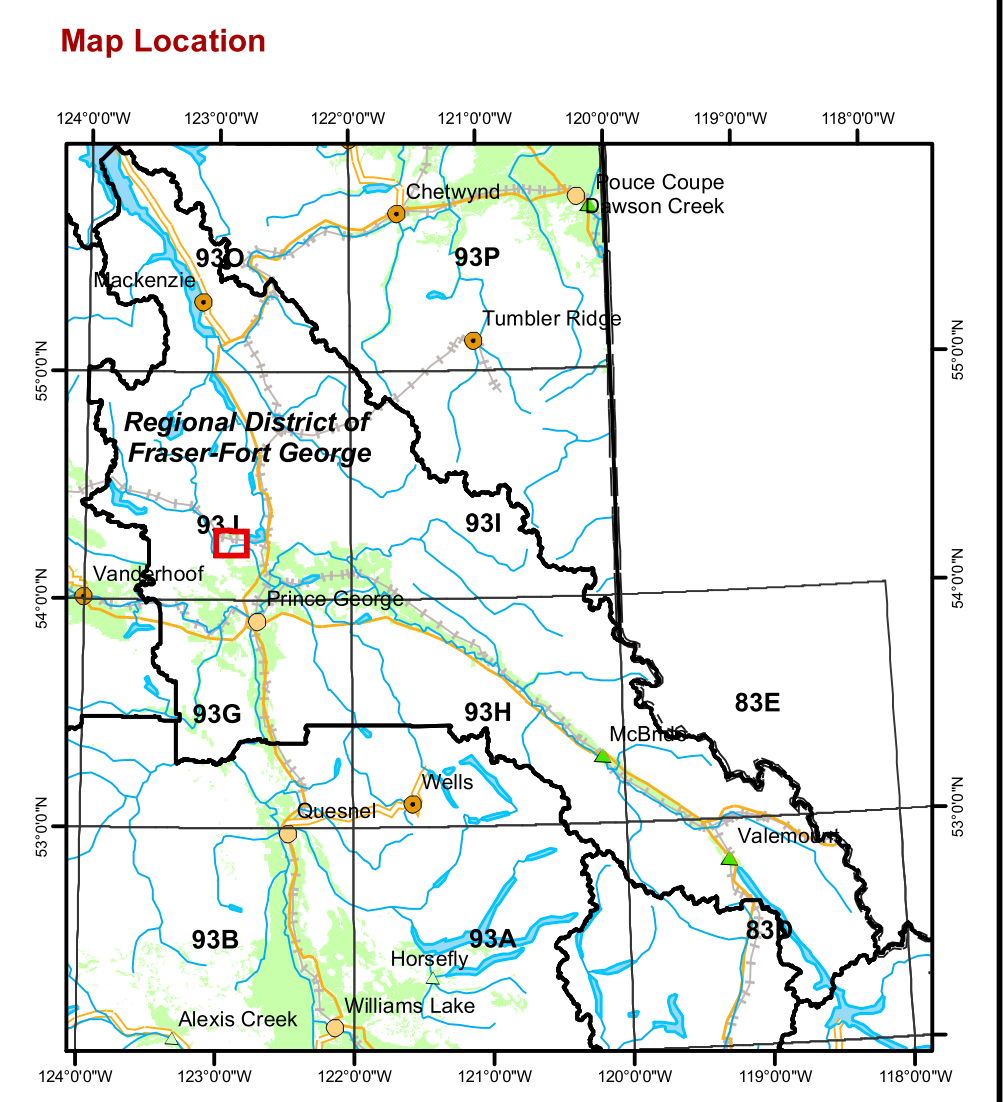 Map Location
124°0'0"W 123°0'0"W 122°0'0"W 121°0'0"W 120°0'0"W 119°0'0"W 118°0'0"W
Pouce Coupe
Chetwynd
Dawson Creek
93O
93P
Mackenzie
Tumbler Ridge
55°0'0"N
55°0'0"N
Regional District of
Fraser-Fort George
93J
93I
Vanderhoof
54°0'0"N
54°0'0"N
Prince George
83E
93G
93H
McBride
Wells
Quesnel
53°0'0"N
53°0'0"N
Valemount
83D
93B
93A
Horsefly
Williams Lake
Alexis Creek
124°0'0"W 123°0'0"W 122°0'0"W 121°0'0"W 120°0'0"W 119°0'0"W 118°0'0"W